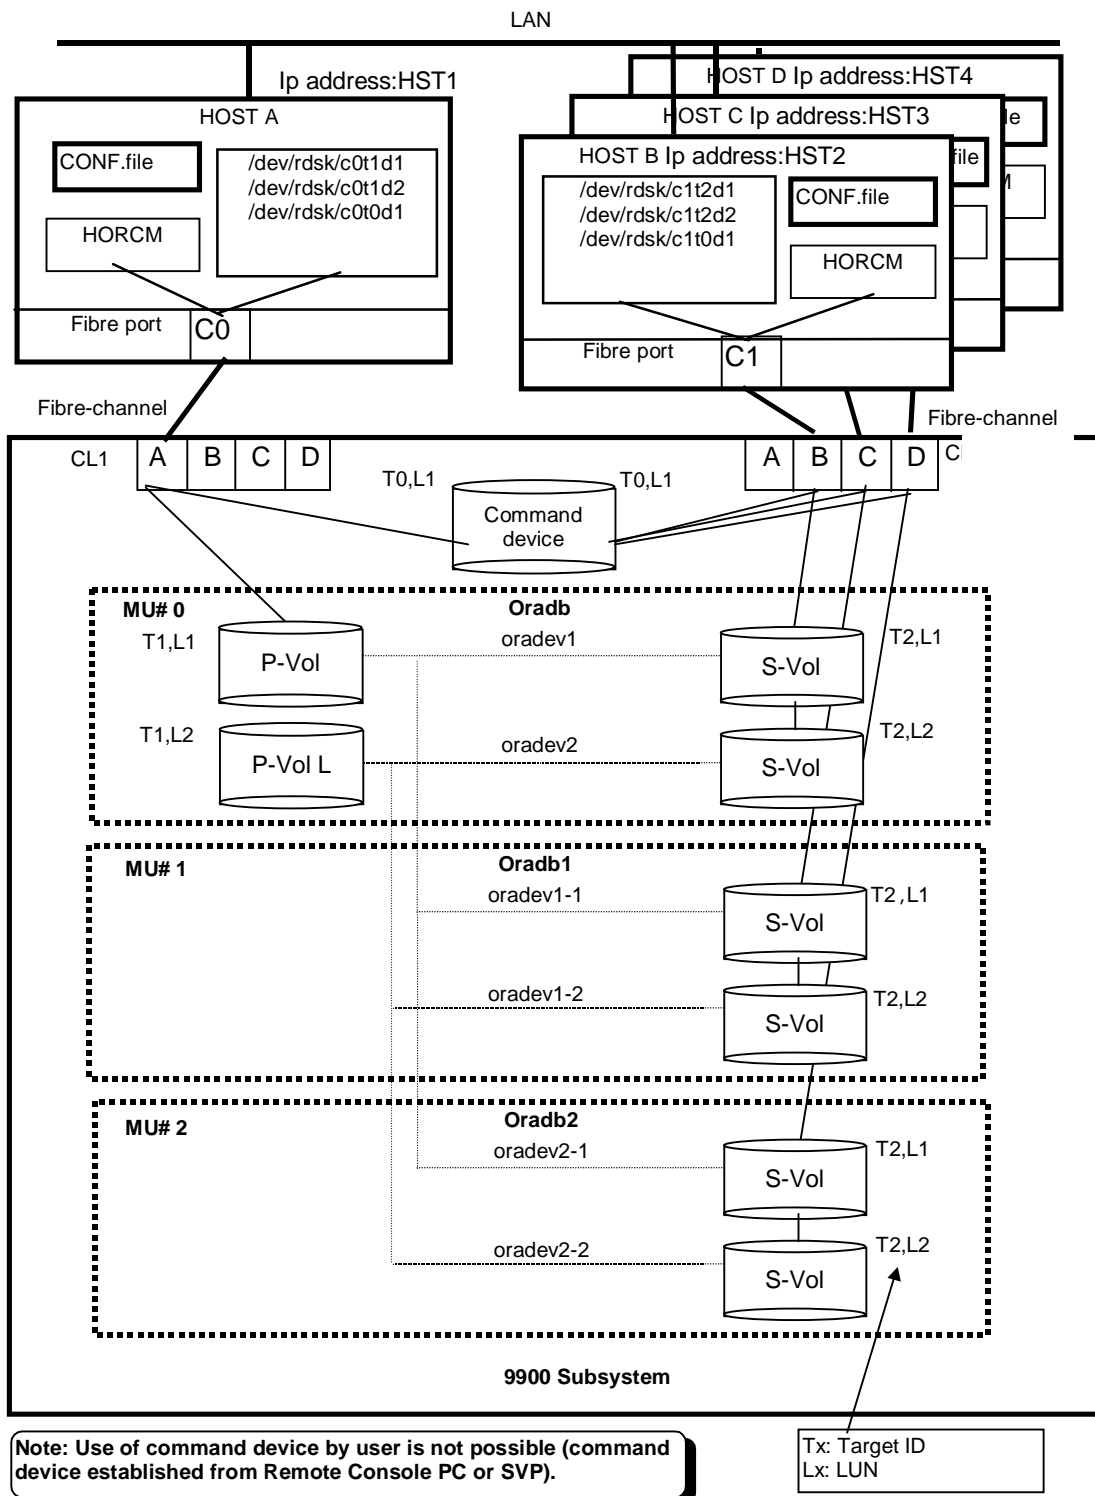 LAN
Ip address:HST1
HOST A
CONF.file
/dev/rdsk/c0t1d1
/dev/rdsk/c0t1d2
/dev/rdsk/c0t0d1
HORCM
Fibre port
C0
HOST D Ip address:HST4
HOST C Ip address:HST3
HOST B Ip address:HST2
/dev/rdsk/c1t2d1
/dev/rdsk/c1t2d2
/dev/rdsk/c1t0d1
CONF.file
file
le
M
HORCM
Fibre port
C1
Fibre-channel
Fibre-channel
CL1
A B C D
A B C D
C
T0,L1
Command
device
T0,L1
MU# 0
Oradb
T1,L1
P-Vol
oradev1
S-Vol
T2,L1
T1,L2
P-Vol L
oradev2
S-Vol
T2,L2
MU# 1
Oradb1
oradev1-1
S-Vol
T2,L1
oradev1-2
S-Vol
T2,L2
MU# 2
Oradb2
oradev2-1
S-Vol
T2,L1
oradev2-2
S-Vol
T2,L2
9900 Subsystem
Note: Use of command device by user is not possible (command
device established from Remote Console PC or SVP).
Tx: Target ID
Lx: LUN